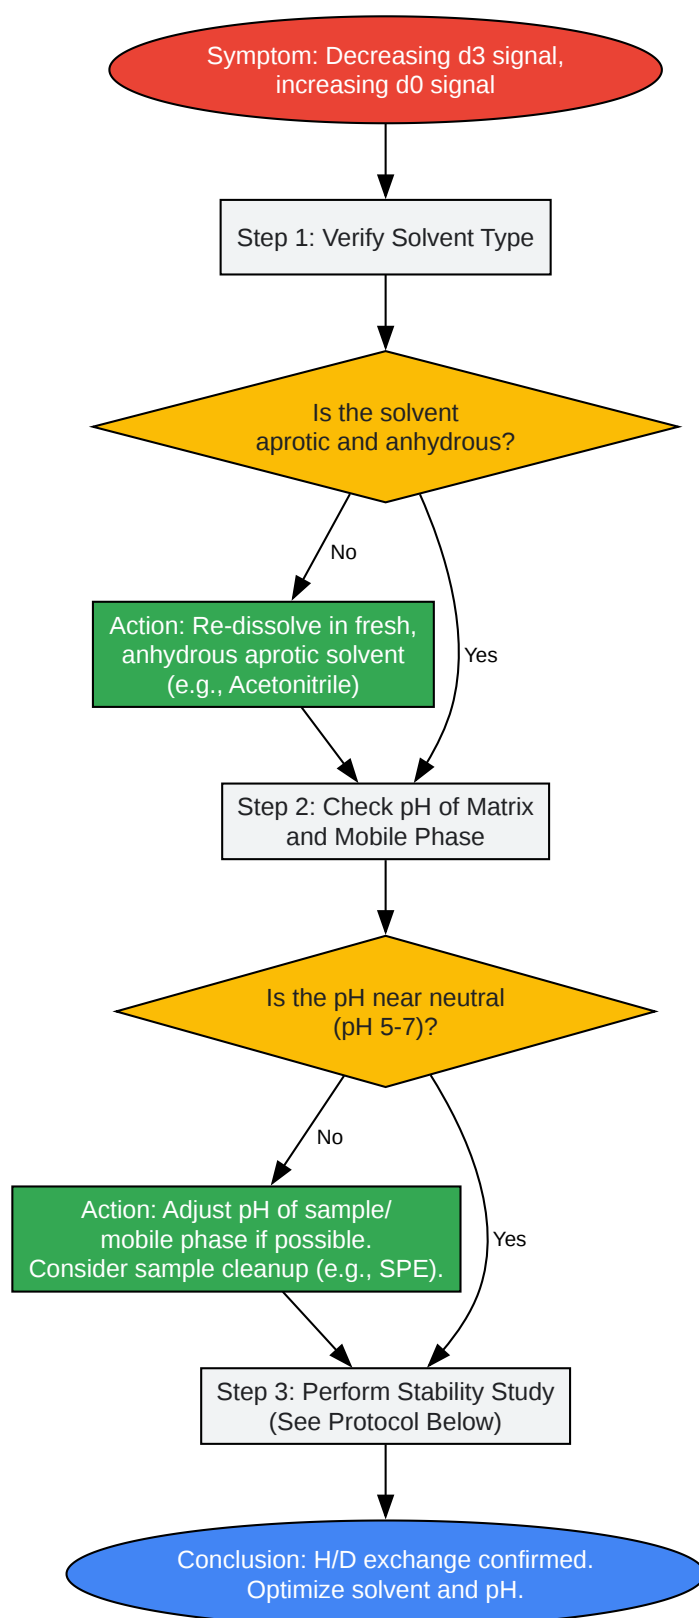 Symptom: Decreasing d3 signal,
increasing d0 signal
Step 1: Verify Solvent Type
Is the solvent
aprotic and anhydrous?
No
Yes
Action: Re-dissolve in fresh,
anhydrous aprotic solvent
(e.g., Acetonitrile)
Step 2: Check pH of Matrix
and Mobile Phase
Is the pH near neutral
(pH 5-7)?
No
Yes
Action: Adjust pH of sample/
mobile phase if possible.
Consider sample cleanup (e.g., SPE).
Step 3: Perform Stability Study
(See Protocol Below)
Conclusion: H/D exchange confirmed.
Optimize solvent and pH.